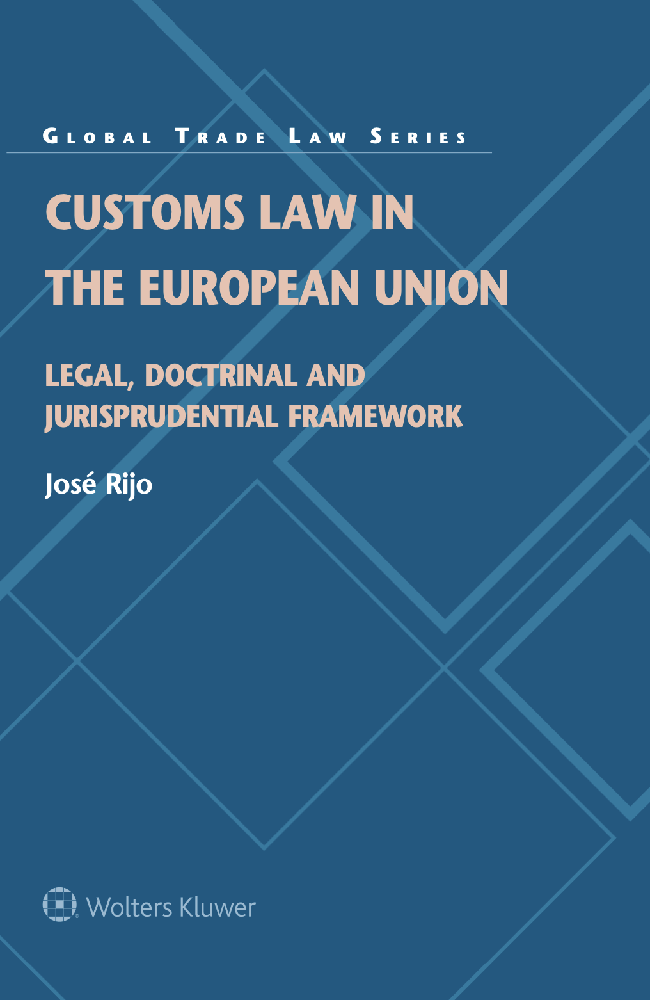 GLOBAL TRADE LAW SERIES
CUSTOMS LAW IN
THE EUROPEAN UNION
LEGAL, DOCTRINAL AND
JURISPRUDENTIAL FRAMEWORK
José Rijo
® Wolters Kluwer